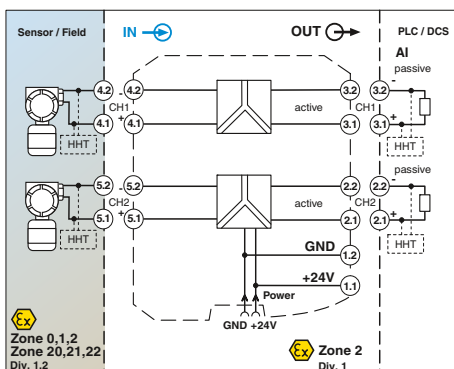 Sensor / Field
IN
OUT
PLC / DCS
AI
passive
4.2 - 4.2 3.2 3.2 -
CH1 active CH1
4.1 + 4.1 3.1 3.1 +
HHT HHT
passive
5.2 - 5.2 2.2 2.2 -
CH2 active CH2
5.1 + 5.1 2.1 2.1 +
HHT HHT
GND 1.2
+24V 1.1
Power
GND +24V
Ex
Zone 0,1,2
Zone 20,21,22
Div. 1,2
Ex Zone 2
Div. 1